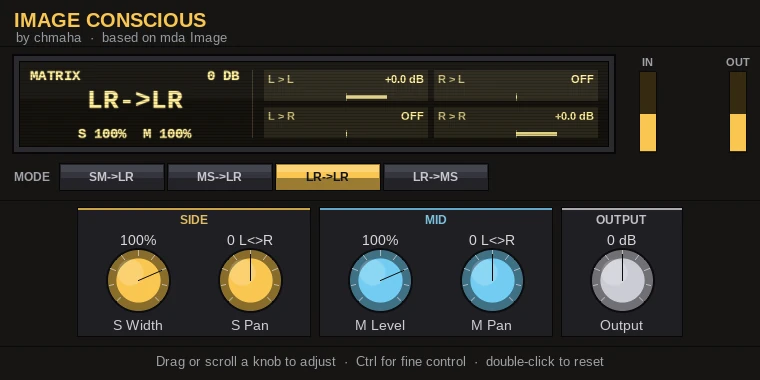 IMAGE CONSCIOUS
by chmaha · based on mda Image
MATRIX 0 DB
LR->LR
S 100% M 100%
L > L +0.0 dB
R > L OFF
L > R OFF
R > R +0.0 dB
IN OUT
MODE SM->LR MS->LR LR->LR LR->MS
SIDE
100% 0 L<>R
S Width S Pan
MID
100% 0 L<>R
M Level M Pan
OUTPUT
0 dB
Output
Drag or scroll a knob to adjust · Ctrl for fine control · double-click to reset